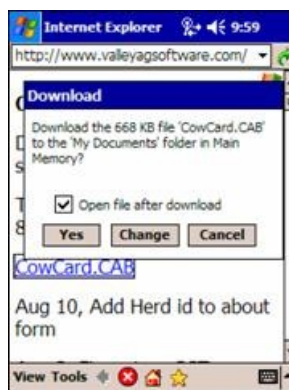 Internet Explorer 9:59
http://www.valleyagsoftware.com/
Download
Download the 668 KB file 'CowCard.CAB'
to the 'My Documents' folder in Main
Memory?
Open file after download
Yes Change Cancel
CowCard.CAB
Aug 10, Add Herd id to about
form
View Tools